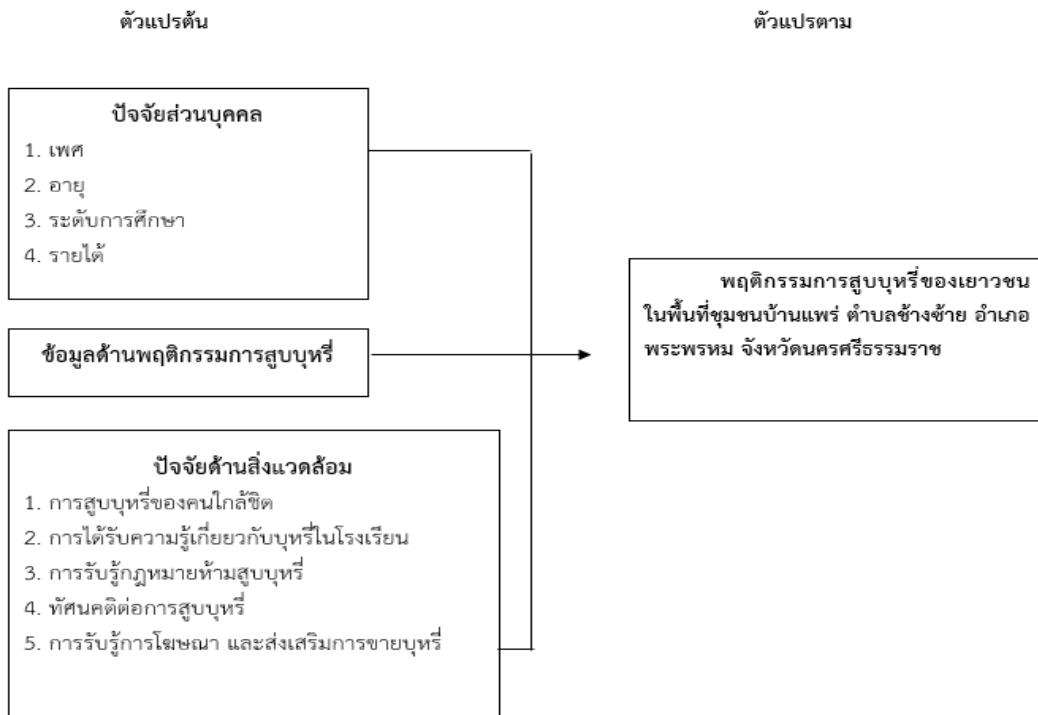 ตัวแปรต้น
ตัวแปรตาม
ปัจจัยส่วนบุคคล
1. เพศ
2. อายุ
3. ระดับการศึกษา
4. รายได้
ข้อมูลด้านพฤติกรรมการสูบบุหรี่
ปัจจัยด้านสิ่งแวดล้อม
1. การสูบบุหรี่ของคนใกล้ชิด
2. การได้รับความรู้เกี่ยยวกับบุหรี่ในโรงเรียน
3. การรับรู้กฎหมายห้ามสูบบุหรี่
4. ทัศนคติต่อการสูบบุหรี่
5. การรับรู้การโฆษณา และส่งเสริมการขายบุหรี่
พฤติกรรมการสูบบุหรี่ของเยาวชน
ในพื้นที่ชุมชนบ้านแพร่ ตำบลช้างซ้าย อำเภอ
พระพรหม จังหวัดนครศรีธรรมราช